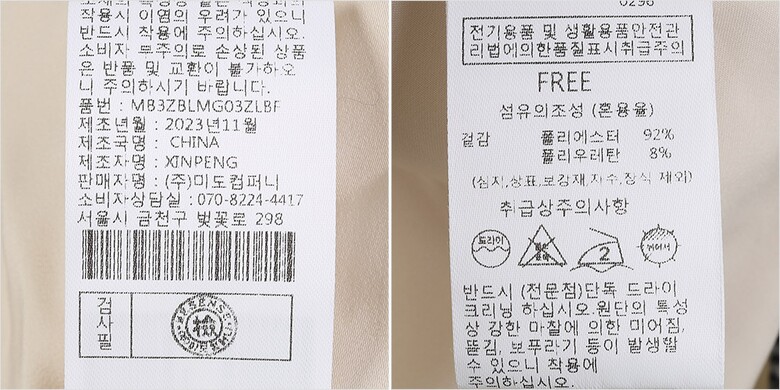 착용시 이염의 우려가 있으니
반드시 착용에 주의하십시오.
소비자 부주의로 손상된 상품
은 반품 및 교환이 불가하오
니 주의하시기 바랍니다.
품번 : MB3ZBLMG03ZLBF
제조년월 : 2023년11월
제조국명 : CHINA
제조자명 : XINPENG
판매자명 : (주)미도컴퍼니
소비자상담실 : 070-8224-4417
서울시 금천구 벚꽃로 298
검사필
檢
0298
전기용품 및 생활용품안전관
리법에의한품질표시취급주의
FREE
섬유의조성 (혼용율)
겉감 폴리에스터 92%
폴리우레탄 8%
(심지,상표,보강재,자수,장식 제외)
취급상주의사항
드라이
2
반드시 (전문점)단독 드라이
크리닝 하십시오.원단의 특성
상 강한 마찰에 의한 미어짐,
뜯김, 보푸라기 등이 발생할
수 있으니 착용에
주의하십시오.